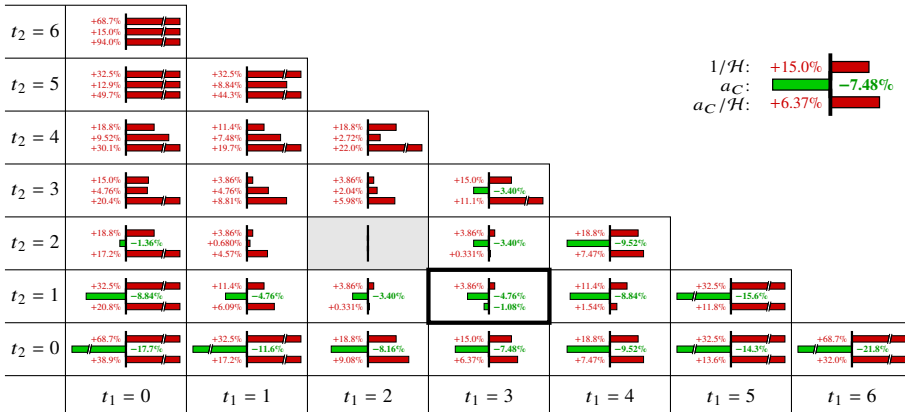 t₂ = 6 +68.7%
+15.0%
+94.0%
1/ℋ: +15.0%
a_C: −7.48%
a_C/ℋ: +6.37%
t₂ = 5 +32.5% +32.5%
+12.9% +8.84%
+49.7% +44.3%
t₂ = 4 +18.8% +11.4% +18.8%
+9.52% +7.48% +2.72%
+30.1% +19.7% +22.0%
t₂ = 3 +15.0% +3.86% +3.86% +15.0%
+4.76% +4.76% +2.04% −3.40%
+20.4% +8.81% +5.98% +11.1%
t₂ = 2 +18.8% +3.86% +3.86% +18.8%
−1.36% +0.680% −3.40% −9.52%
+17.2% +4.57% +0.331% +7.47%
t₂ = 1 +32.5% +11.4% +3.86% +3.86% +11.4% +32.5%
−8.84% −4.76% −3.40% −4.76% −8.84% −15.6%
+20.8% +6.09% +0.331% −1.08% +1.54% +11.8%
t₂ = 0 +68.7% +32.5% +18.8% +15.0% +18.8% +32.5% +68.7%
−17.7% −11.6% −8.16% −7.48% −9.52% −14.3% −21.8%
+38.9% +17.2% +9.08% +6.37% +7.47% +13.6% +32.0%
t₁ = 0 t₁ = 1 t₁ = 2 t₁ = 3 t₁ = 4 t₁ = 5 t₁ = 6